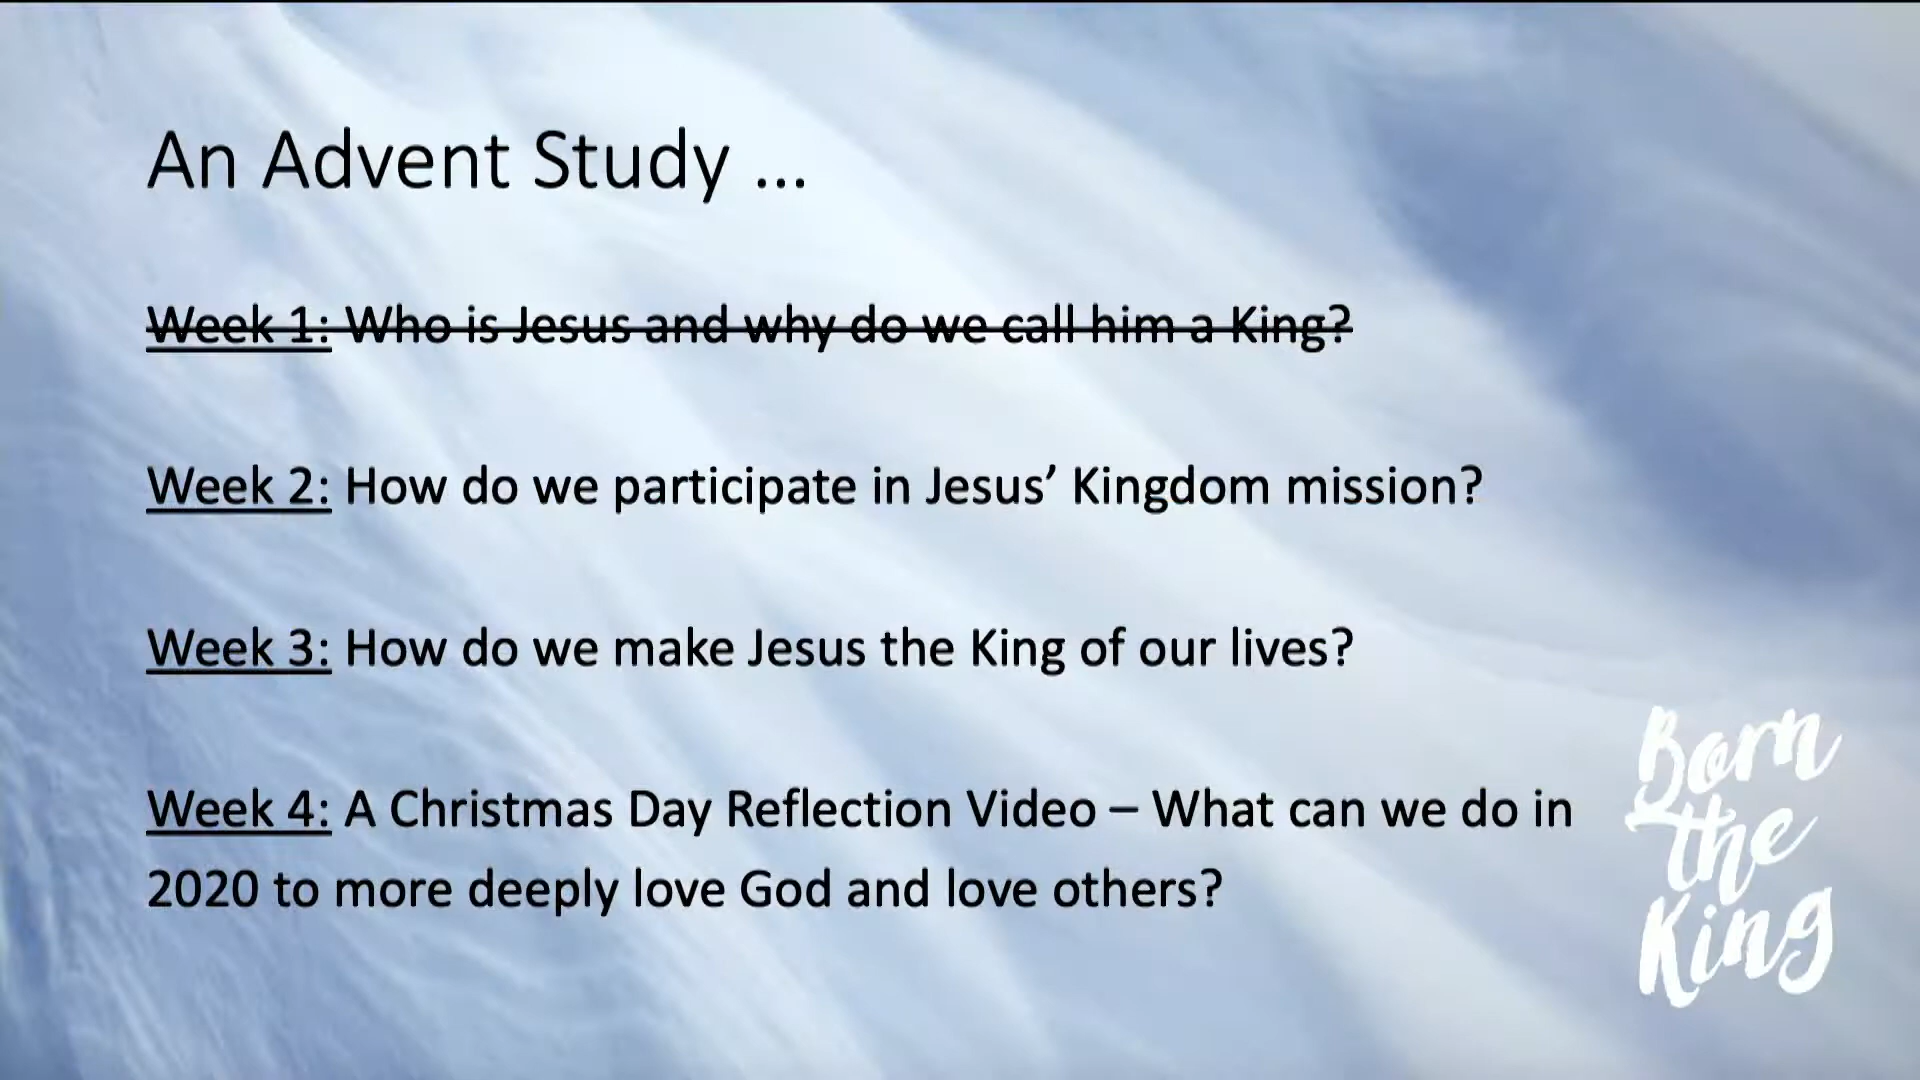 An Advent Study ...
Week 1: Who is Jesus and why do we call him a King?
Week 2: How do we participate in Jesus’ Kingdom mission?
Week 3: How do we make Jesus the King of our lives?
Week 4: A Christmas Day Reflection Video – What can we do in
2020 to more deeply love God and love others?
Born
the
King